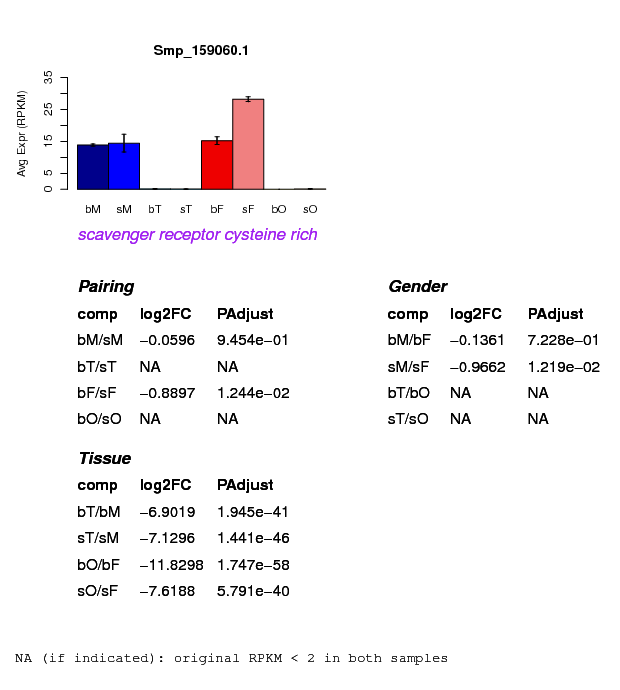 Smp_159060.1
Avg Expr (RPKM)
35
25
15
5
0
bM sM bT sT bF sF bO sO
scavenger receptor cysteine rich
Pairing
comp log2FC PAdjust
bM/sM −0.0596 9.454e−01
bT/sT NA NA
bF/sF −0.8897 1.244e−02
bO/sO NA NA
Gender
comp log2FC PAdjust
bM/bF −0.1361 7.228e−01
sM/sF −0.9662 1.219e−02
bT/bO NA NA
sT/sO NA NA
Tissue
comp log2FC PAdjust
bT/bM −6.9019 1.945e−41
sT/sM −7.1296 1.441e−46
bO/bF −11.8298 1.747e−58
sO/sF −7.6188 5.791e−40
NA (if indicated): original RPKM < 2 in both samples